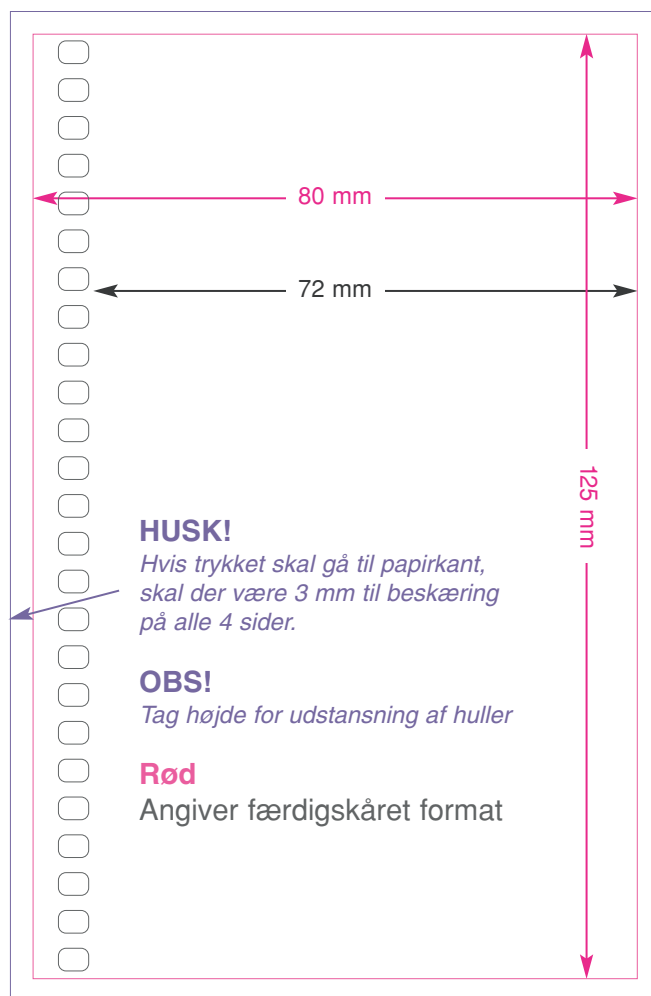 80 mm
72 mm
125 mm
HUSK!
Hvis trykket skal gå til papirkant,
skal der være 3 mm til beskæring
på alle 4 sider.
OBS!
Tag højde for udstansning af huller
Rød
Angiver færdigskåret format